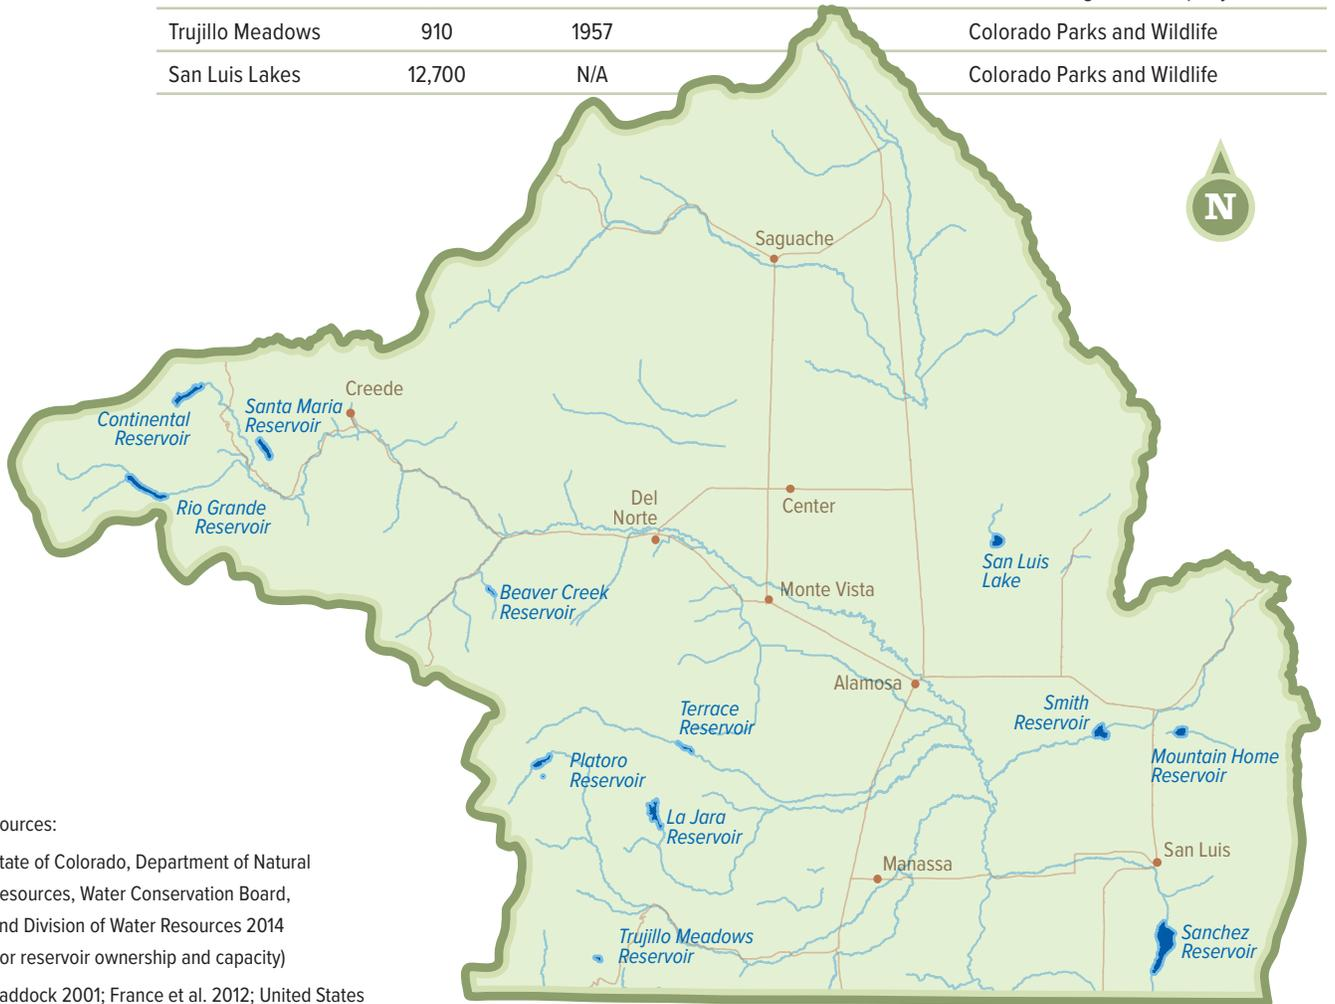 Trujillo Meadows 910 1957 Colorado Parks and Wildlife
San Luis Lakes 12,700 N/A Colorado Parks and Wildlife
N
Saguache
Creede
Continental
Reservoir
Santa Maria
Reservoir
Rio Grande
Reservoir
Del
Norte
Center
San Luis
Lake
Beaver Creek
Reservoir
Monte Vista
Alamosa
Terrace
Reservoir
Smith
Reservoir
Mountain Home
Reservoir
Platoro
Reservoir
La Jara
Reservoir
Manassa
San Luis
Trujillo Meadows
Reservoir
Sanchez
Reservoir
ources:
tate of Colorado, Department of Natural
esources, Water Conservation Board,
nd Division of Water Resources 2014
or reservoir ownership and capacity)
addock 2001; France et al. 2012; United States